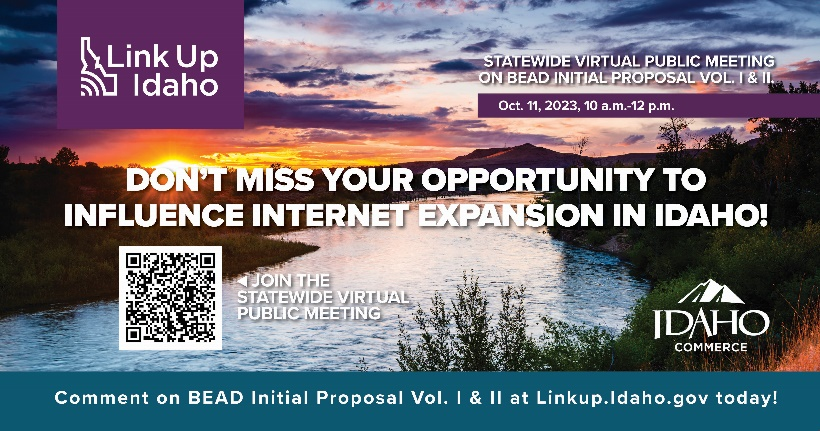 Link Up
Idaho
STATEWIDE VIRTUAL PUBLIC MEETING
ON BEAD INITIAL PROPOSAL VOL. I & II.
Oct. 11, 2023, 10 a.m.-12 p.m.
DON'T MISS YOUR OPPORTUNITY TO
INFLUENCE INTERNET EXPANSION IN IDAHO!
JOIN THE
STATEWIDE VIRTUAL
PUBLIC MEETING
IDAHO
COMMERCE
Comment on BEAD Initial Proposal Vol. I & II at Linkup.Idaho.gov today!